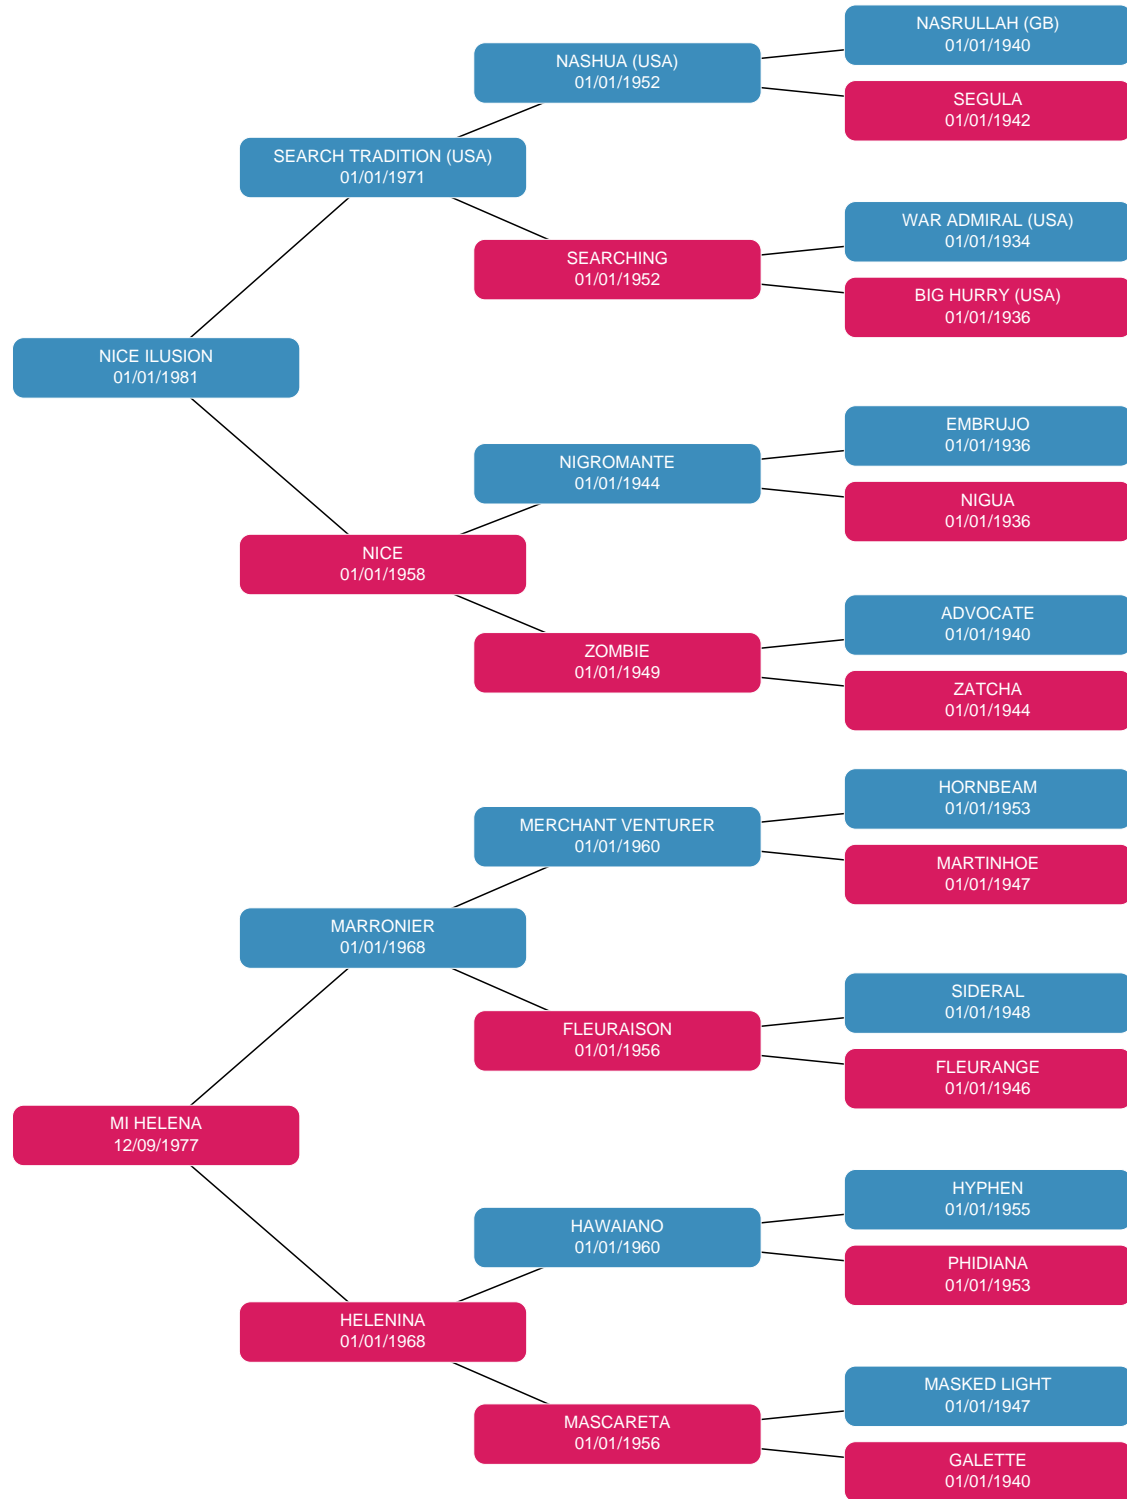 NASRULLAH (GB)
01/01/1940
NASHUA (USA)
01/01/1952
SEGULA
01/01/1942
SEARCH TRADITION (USA)
01/01/1971
WAR ADMIRAL (USA)
01/01/1934
SEARCHING
01/01/1952
BIG HURRY (USA)
01/01/1936
NICE ILUSION
01/01/1981
EMBRUJO
01/01/1936
NIGROMANTE
01/01/1944
NIGUA
01/01/1936
NICE
01/01/1958
ADVOCATE
01/01/1940
ZOMBIE
01/01/1949
ZATCHA
01/01/1944
HORNBEAM
01/01/1953
MERCHANT VENTURER
01/01/1960
MARTINHOE
01/01/1947
MARRONIER
01/01/1968
SIDERAL
01/01/1948
FLEURAISON
01/01/1956
FLEURANGE
01/01/1946
MI HELENA
12/09/1977
HYPHEN
01/01/1955
HAWAIANO
01/01/1960
PHIDIANA
01/01/1953
HELENINA
01/01/1968
MASKED LIGHT
01/01/1947
MASCARETA
01/01/1956
GALETTE
01/01/1940